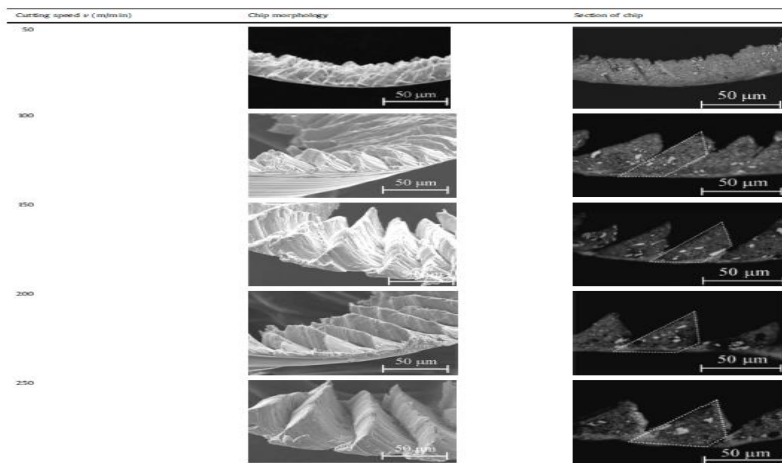 Cutting speed v (m/min) Chip morphology Section of chip
50
50 μm 50 μm
100
50 μm 50 μm
150
50 μm
200
50 μm 50 μm
250
50 μm 50 μm